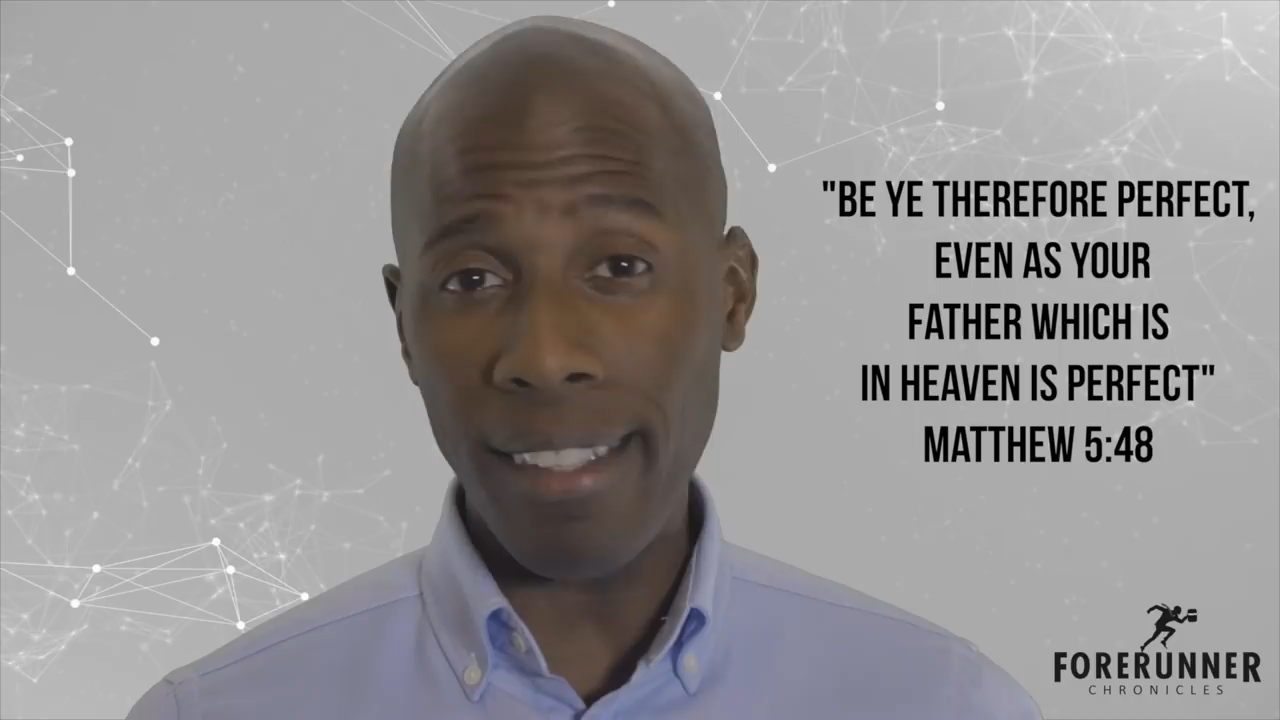 "BE YE THEREFORE PERFECT,
EVEN AS YOUR
FATHER WHICH IS
IN HEAVEN IS PERFECT"
MATTHEW 5:48
FORERUNNER
CHRONICLES